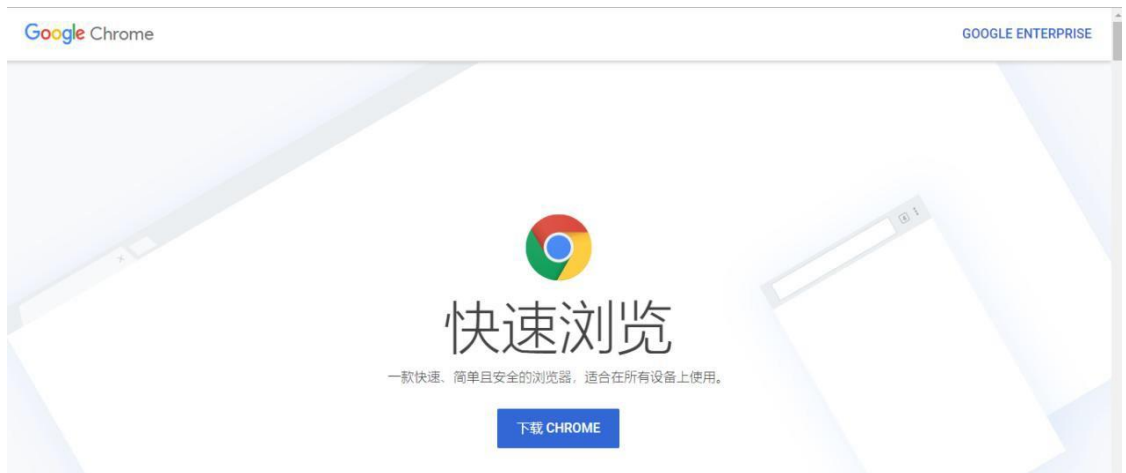 Google Chrome
GOOGLE ENTERPRISE
快速浏览
一款快速、简单且安全的浏览器，适合在所有设备上使用。
下载 CHROME